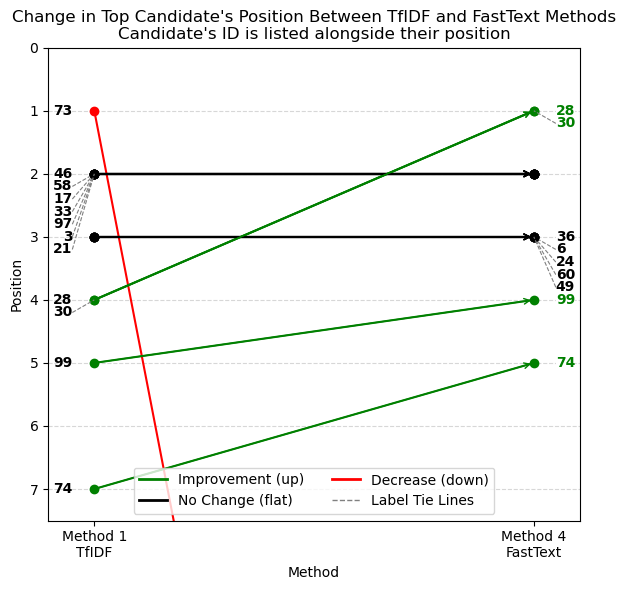 Change in Top Candidate's Position Between TfIDF and FastText Methods
Candidate's ID is listed alongside their position
0
1
2
3
4
5
6
7
Position
73
46
58
17
33
97
3
21
28
30
99
74
28
30
36
6
24
60
49
99
74
Improvement (up)
No Change (flat)
Decrease (down)
Label Tie Lines
Method 1
TfIDF
Method 4
FastText
Method